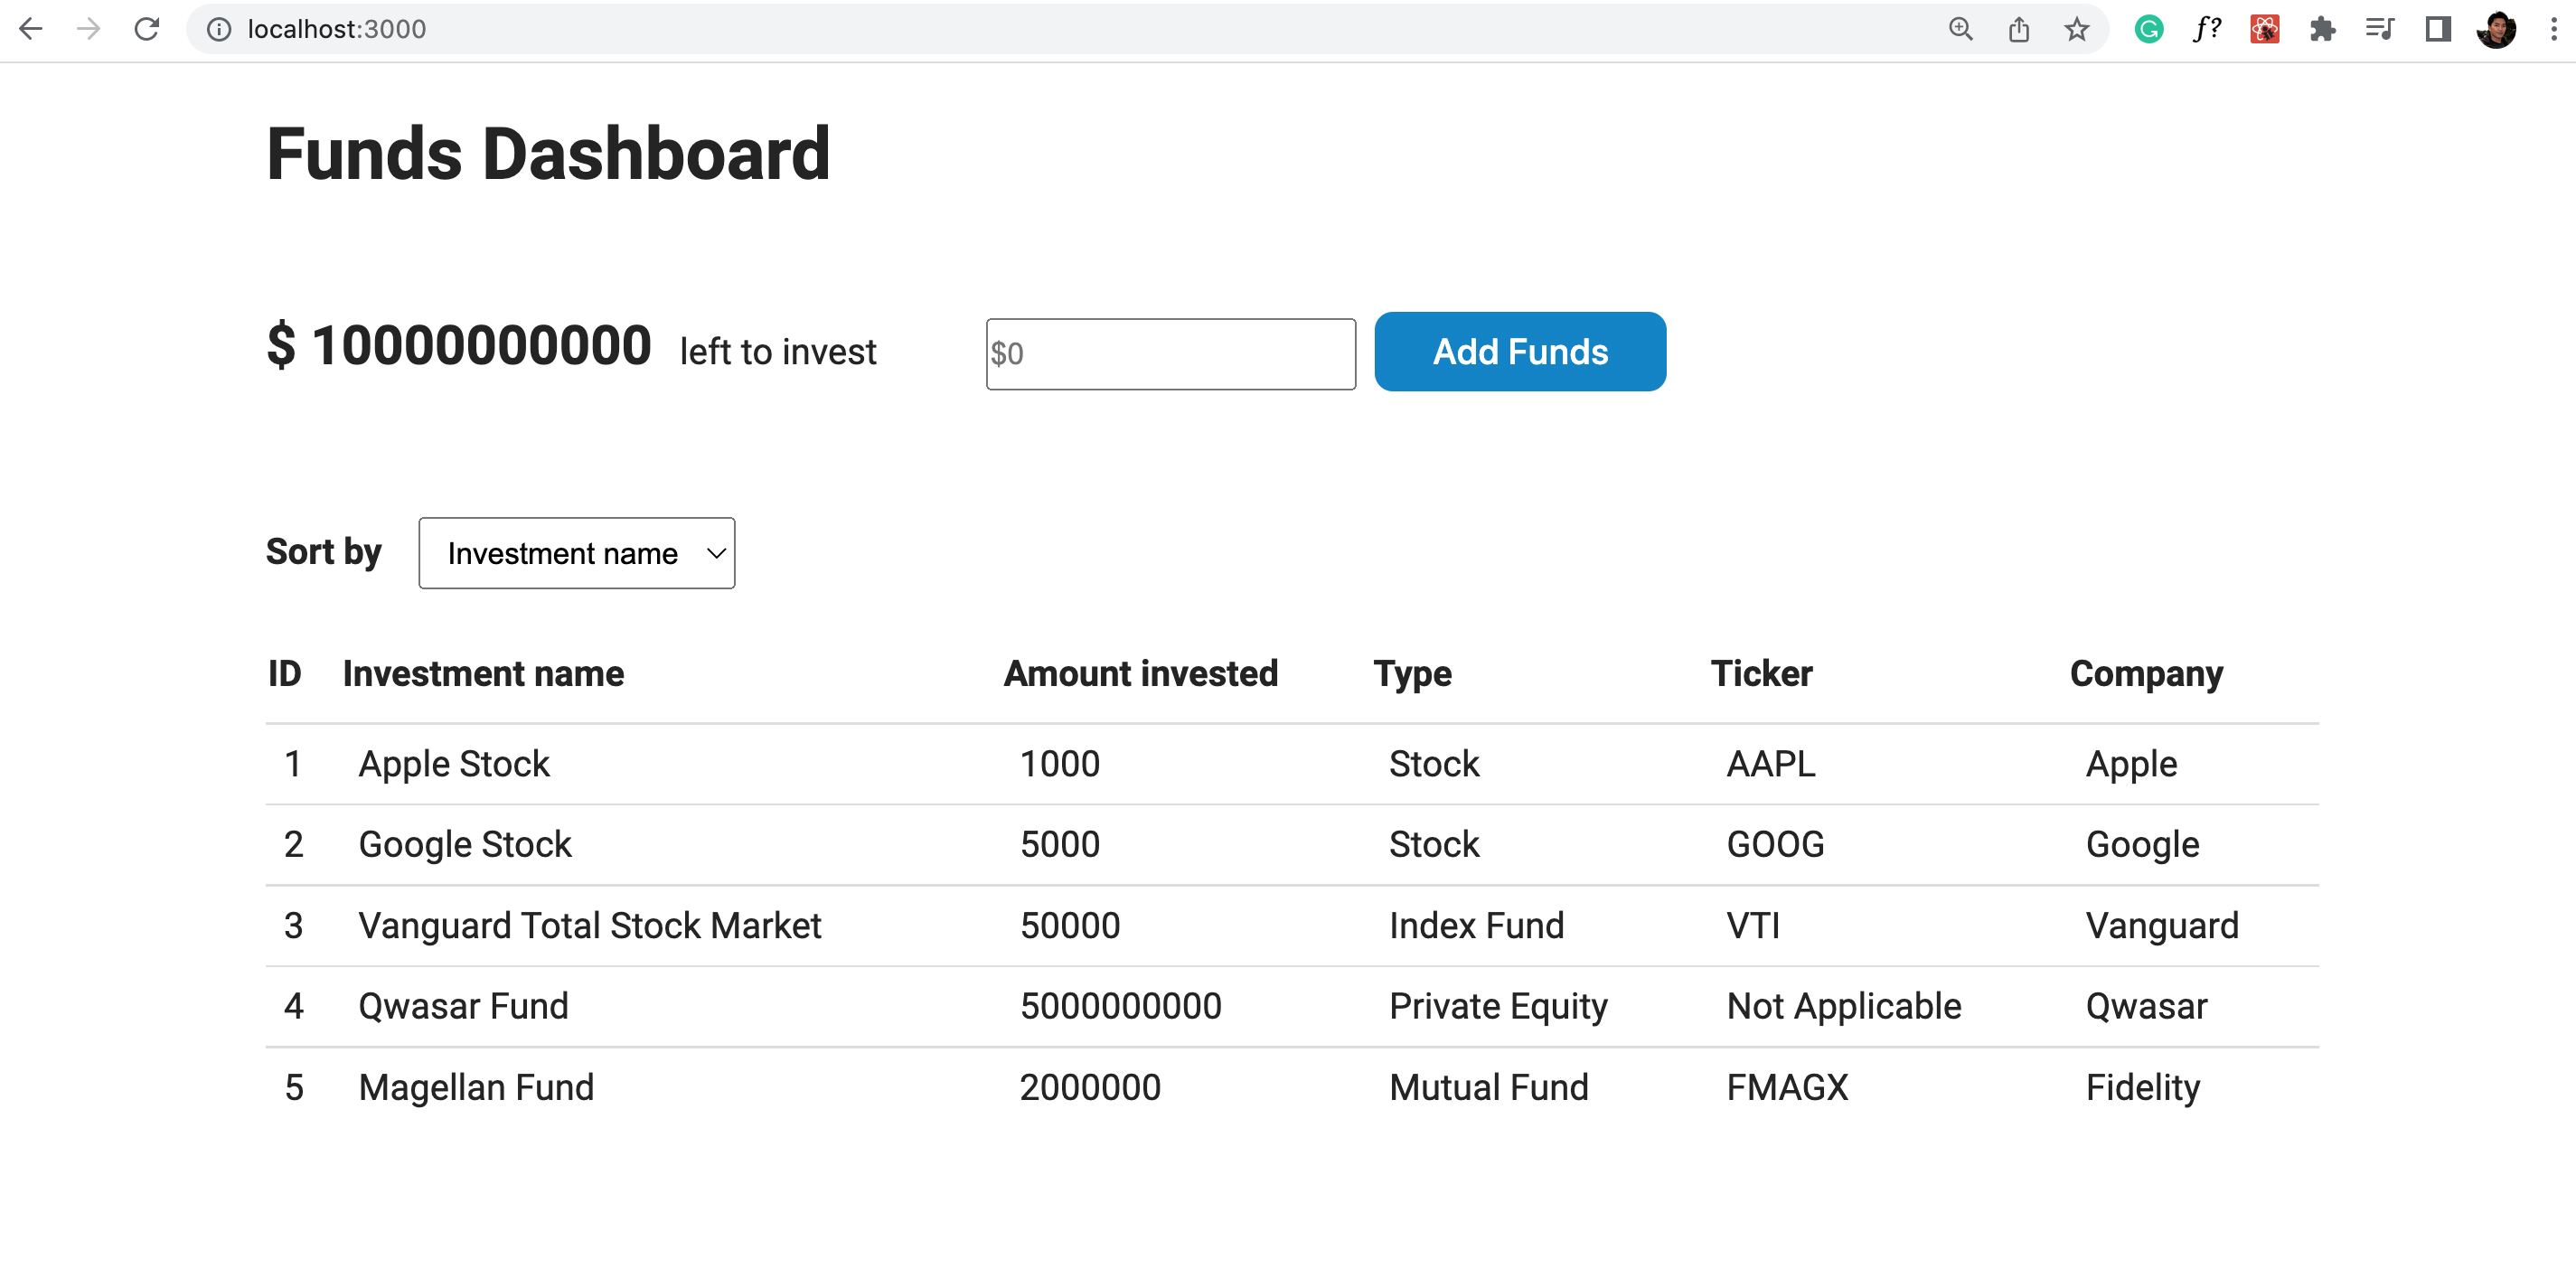 localhost:3000
f?
Funds Dashboard
$ 10000000000 left to invest $0 Add Funds
Sort by Investment name
ID Investment name Amount invested Type Ticker Company
1 Apple Stock 1000 Stock AAPL Apple
2 Google Stock 5000 Stock GOOG Google
3 Vanguard Total Stock Market 50000 Index Fund VTI Vanguard
4 Qwasar Fund 5000000000 Private Equity Not Applicable Qwasar
5 Magellan Fund 2000000 Mutual Fund FMAGX Fidelity